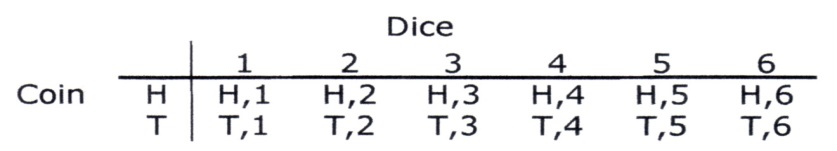 Dice
1 2 3 4 5 6
Coin H H,1 H,2 H,3 H,4 H,5 H,6
T T,1 T,2 T,3 T,4 T,5 T,6